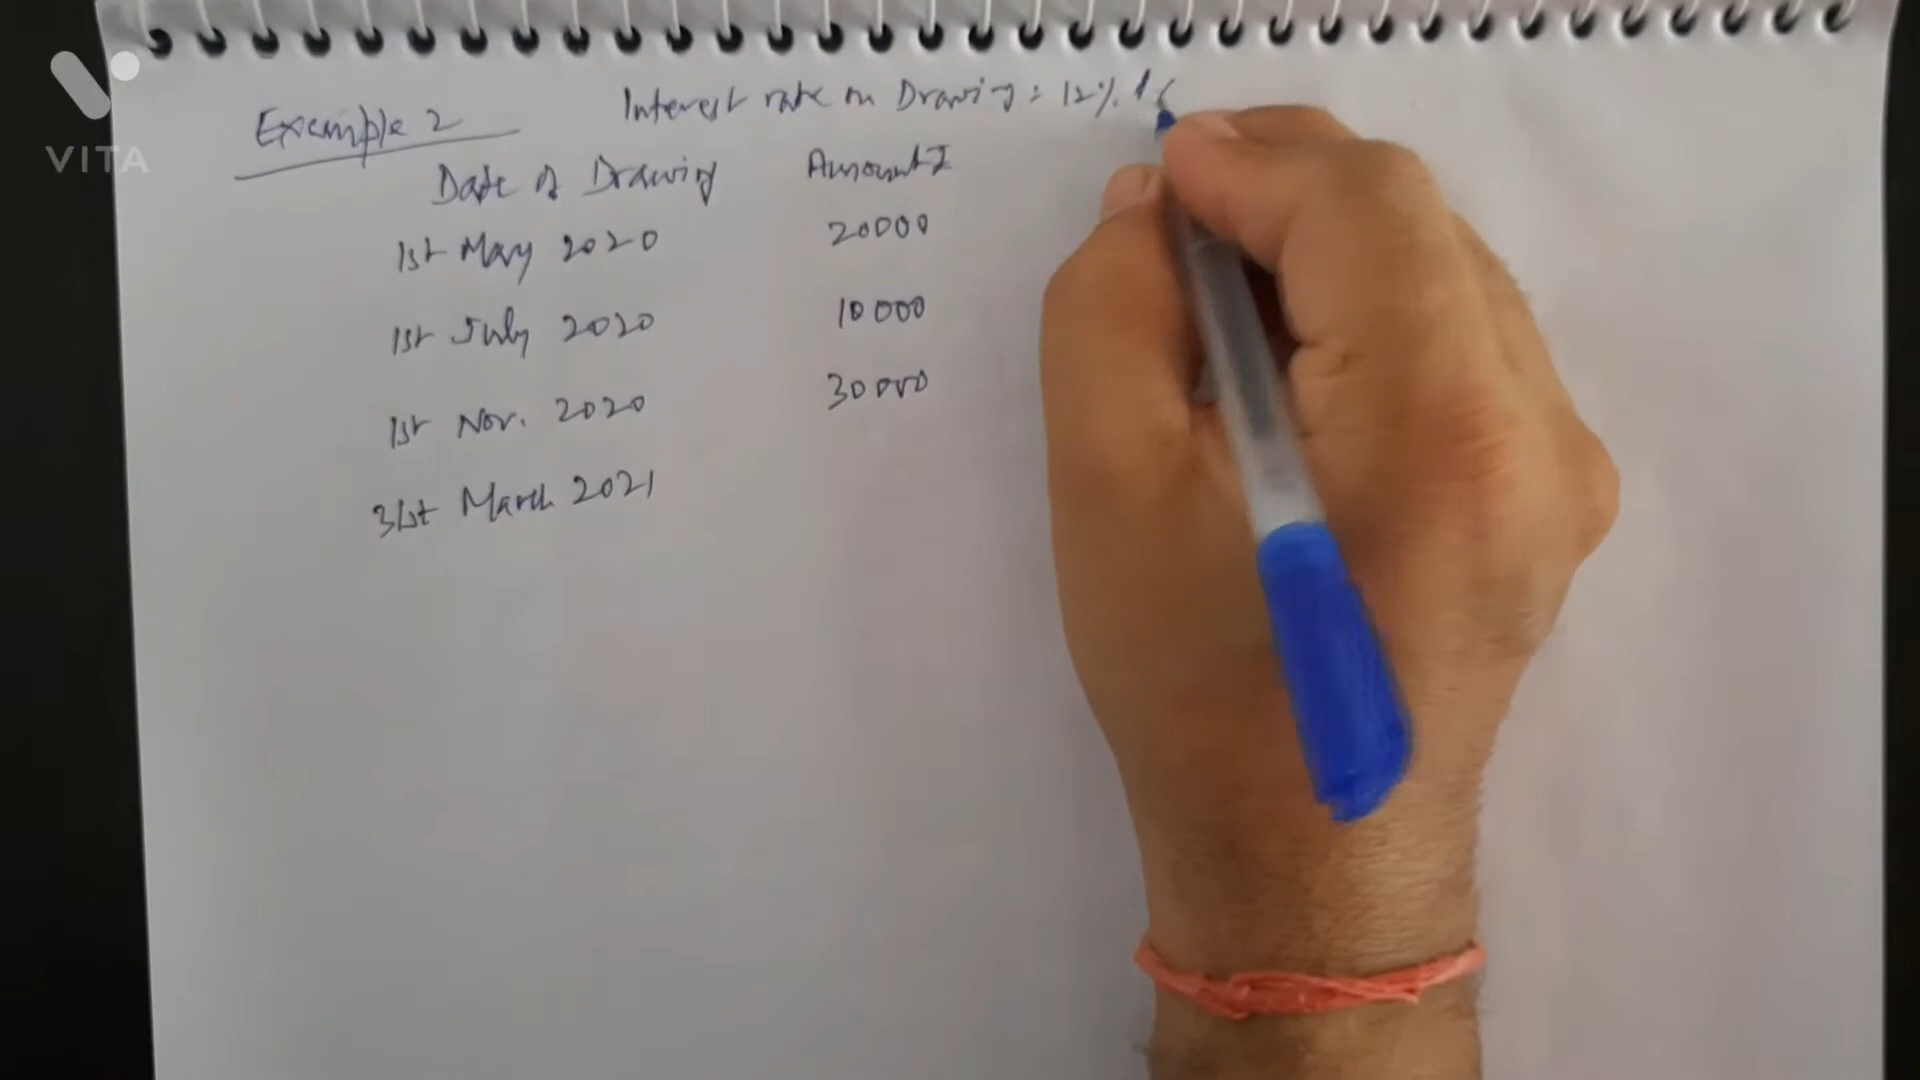 VITA
Example 2
Interest rate on Drawing = 12%
Date of Drawing Amount
1st May 2020 20000
1st July 2020 10000
1st Nov. 2020 30000
31st March 2021